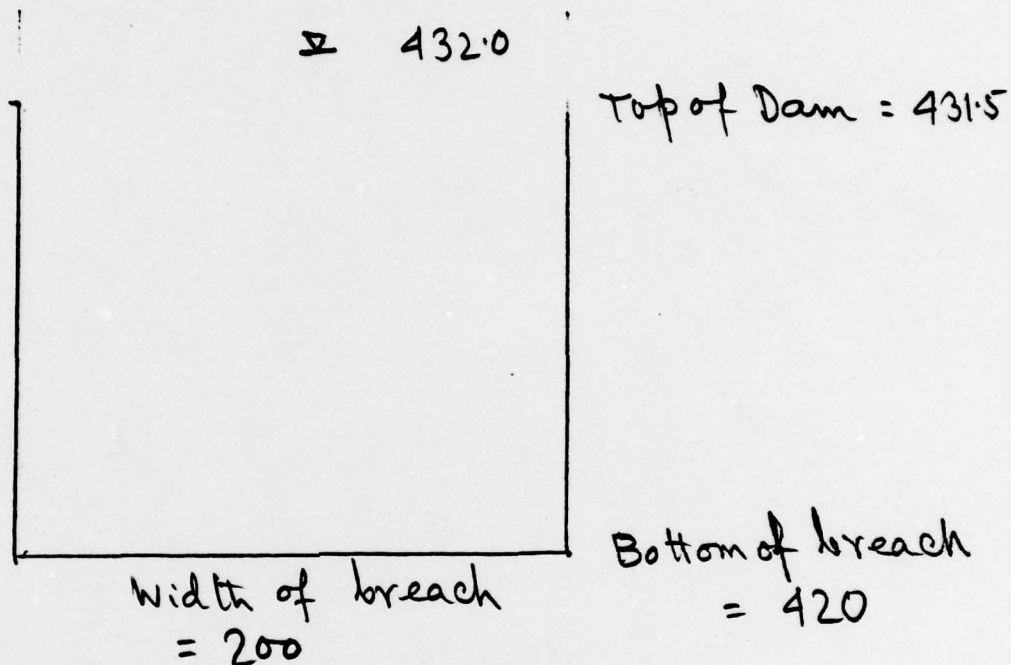 432.0
Top of Dam = 431.5
Bottom of breach
= 420
Width of breach
= 200